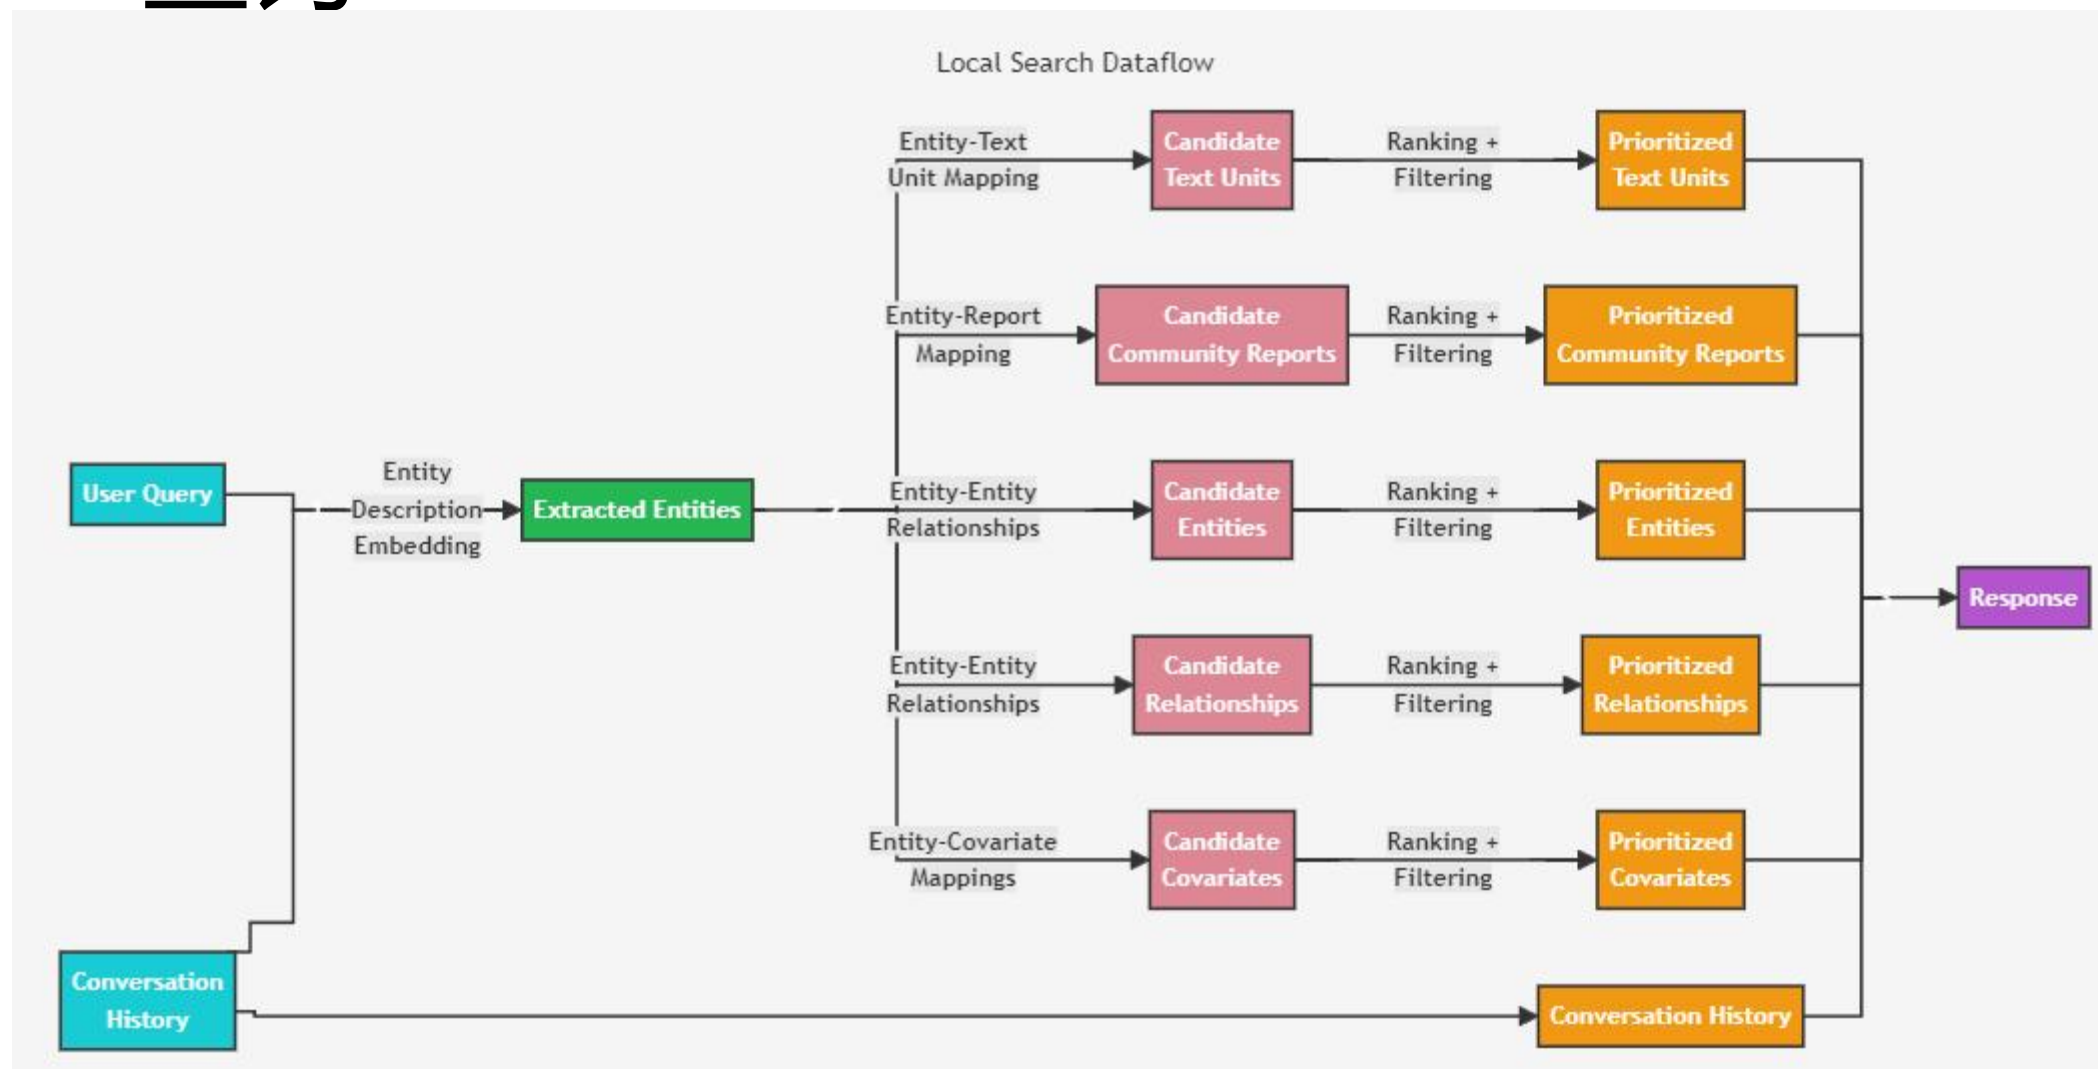 Local Search Dataflow
Entity-Text
Unit Mapping
Candidate
Text Units
Ranking +
Filtering
Prioritized
Text Units
Entity-Report
Mapping
Candidate
Community Reports
Ranking +
Filtering
Prioritized
Community Reports
User Query
Entity
Description
Embedding
Extracted Entities
Entity-Entity
Relationships
Candidate
Entities
Ranking +
Filtering
Prioritized
Entities
Response
Entity-Entity
Relationships
Candidate
Relationships
Ranking +
Filtering
Prioritized
Relationships
Entity-Covariate
Mappings
Candidate
Covariates
Ranking +
Filtering
Prioritized
Covariates
Conversation
History
Conversation History